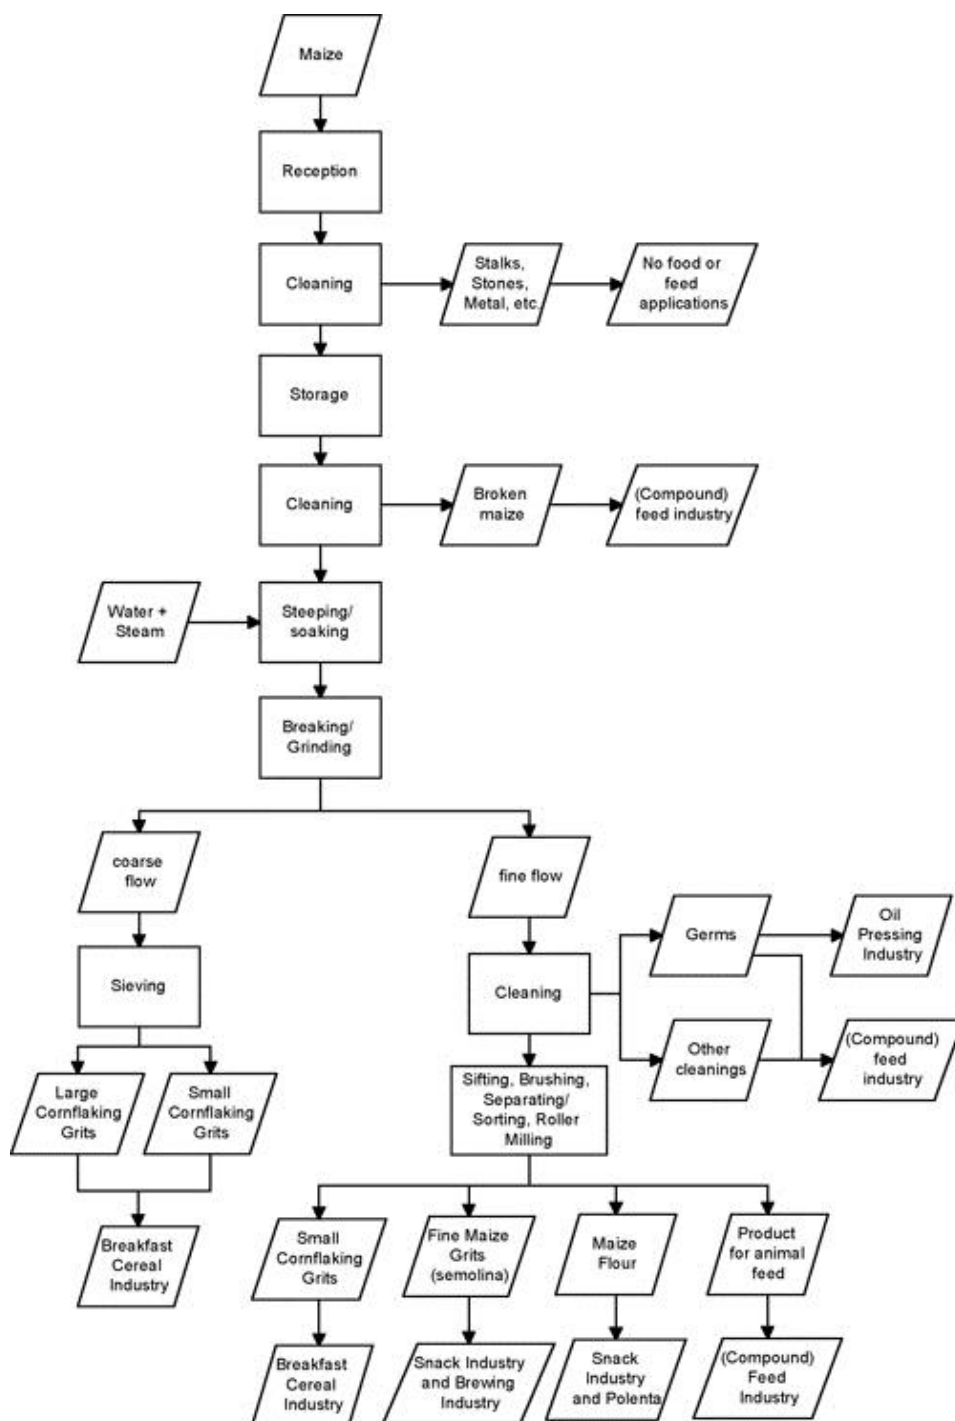 Maize
Reception
Cleaning
Stalks,
Stones,
Metal, etc.
No food or
feed
applications
Storage
Cleaning
Broken
maize
(Compound)
feed industry
Water +
Steam
Steeping/
soaking
Breaking/
Grinding
coarse
flow
fine flow
Sieving
Cleaning
Germs
Oil
Pressing
Industry
Other
cleanings
(Compound)
feed
industry
Large
Cornflaking
Grits
Small
Cornflaking
Grits
Sifting, Brushing,
Separating/
Sorting, Roller
Milling
Breakfast
Cereal
Industry
Small
Cornflaking
Grits
Fine Maize
Grits
(semolina)
Maize
Flour
Product
for animal
feed
Breakfast
Cereal
Industry
Snack Industry
and Brewing
Industry
Snack
Industry
and Polenta
(Compound)
Feed
Industry